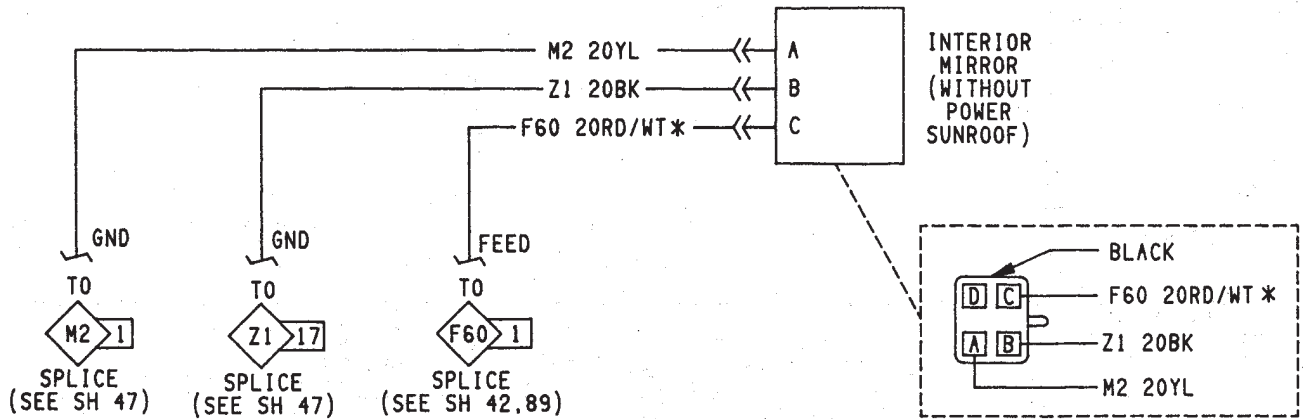 M2 20YL
A
Z1 20BK
B
F60 20RD/WT*
C
INTERIOR
MIRROR
(WITHOUT
POWER
SUNROOF)
GND
TO
M2 1
SPLICE
(SEE SH 47)
GND
TO
Z1 17
SPLICE
(SEE SH 47)
FEED
TO
F60 1
SPLICE
(SEE SH 42,89)
BLACK
D C
F60 20RD/WT*
A B
Z1 20BK
M2 20YL